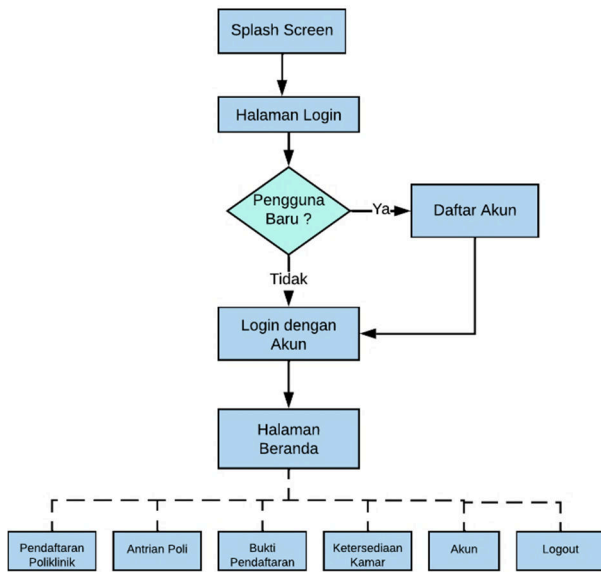 Splash Screen
Halaman Login
Pengguna
Baru ?
Ya
Daftar Akun
Tidak
Login dengan
Akun
Halaman
Beranda
Pendaftaran
Poliklinik
Antrian Poli
Bukti
Pendaftaran
Ketersediaan
Kamar
Akun
Logout